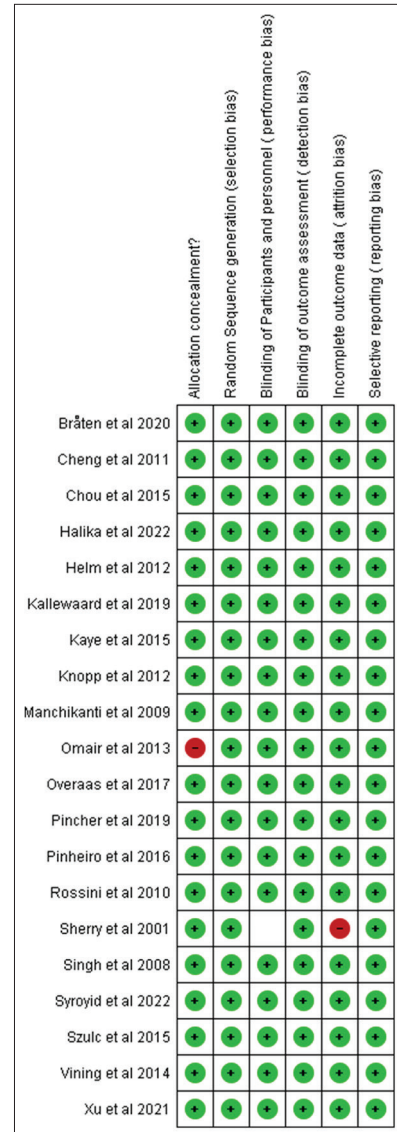 Allocation concealment?
Random Sequence generation (selection bias)
Blinding of Participants and personnel ( performance bias)
Blinding of outcome assessment ( detection bias)
Incomplete outcome data ( attrition bias)
Selective reporting ( reporting bias)
Bråten et al 2020 + + + + + +
Cheng et al 2011 + + + + + +
Chou et al 2015 + + + + + +
Halika et al 2022 + + + + + +
Helm et al 2012 + + + + + +
Kallewaard et al 2019 + + + + + +
Kaye et al 2015 + + + + + +
Knopp et al 2012 + + + + + +
Manchikanti et al 2009 + + + + + +
Omair et al 2013 - + + + + +
Overaas et al 2017 + + + + + +
Pincher et al 2019 + + + + + +
Pinheiro et al 2016 + + + + + +
Rossini et al 2010 + + + + + +
Sherry et al 2001 + + + - +
Singh et al 2008 + + + + + +
Syroyid et al 2022 + + + + + +
Szulc et al 2015 + + + + + +
Vining et al 2014 + + + + + +
Xu et al 2021 + + + + + +